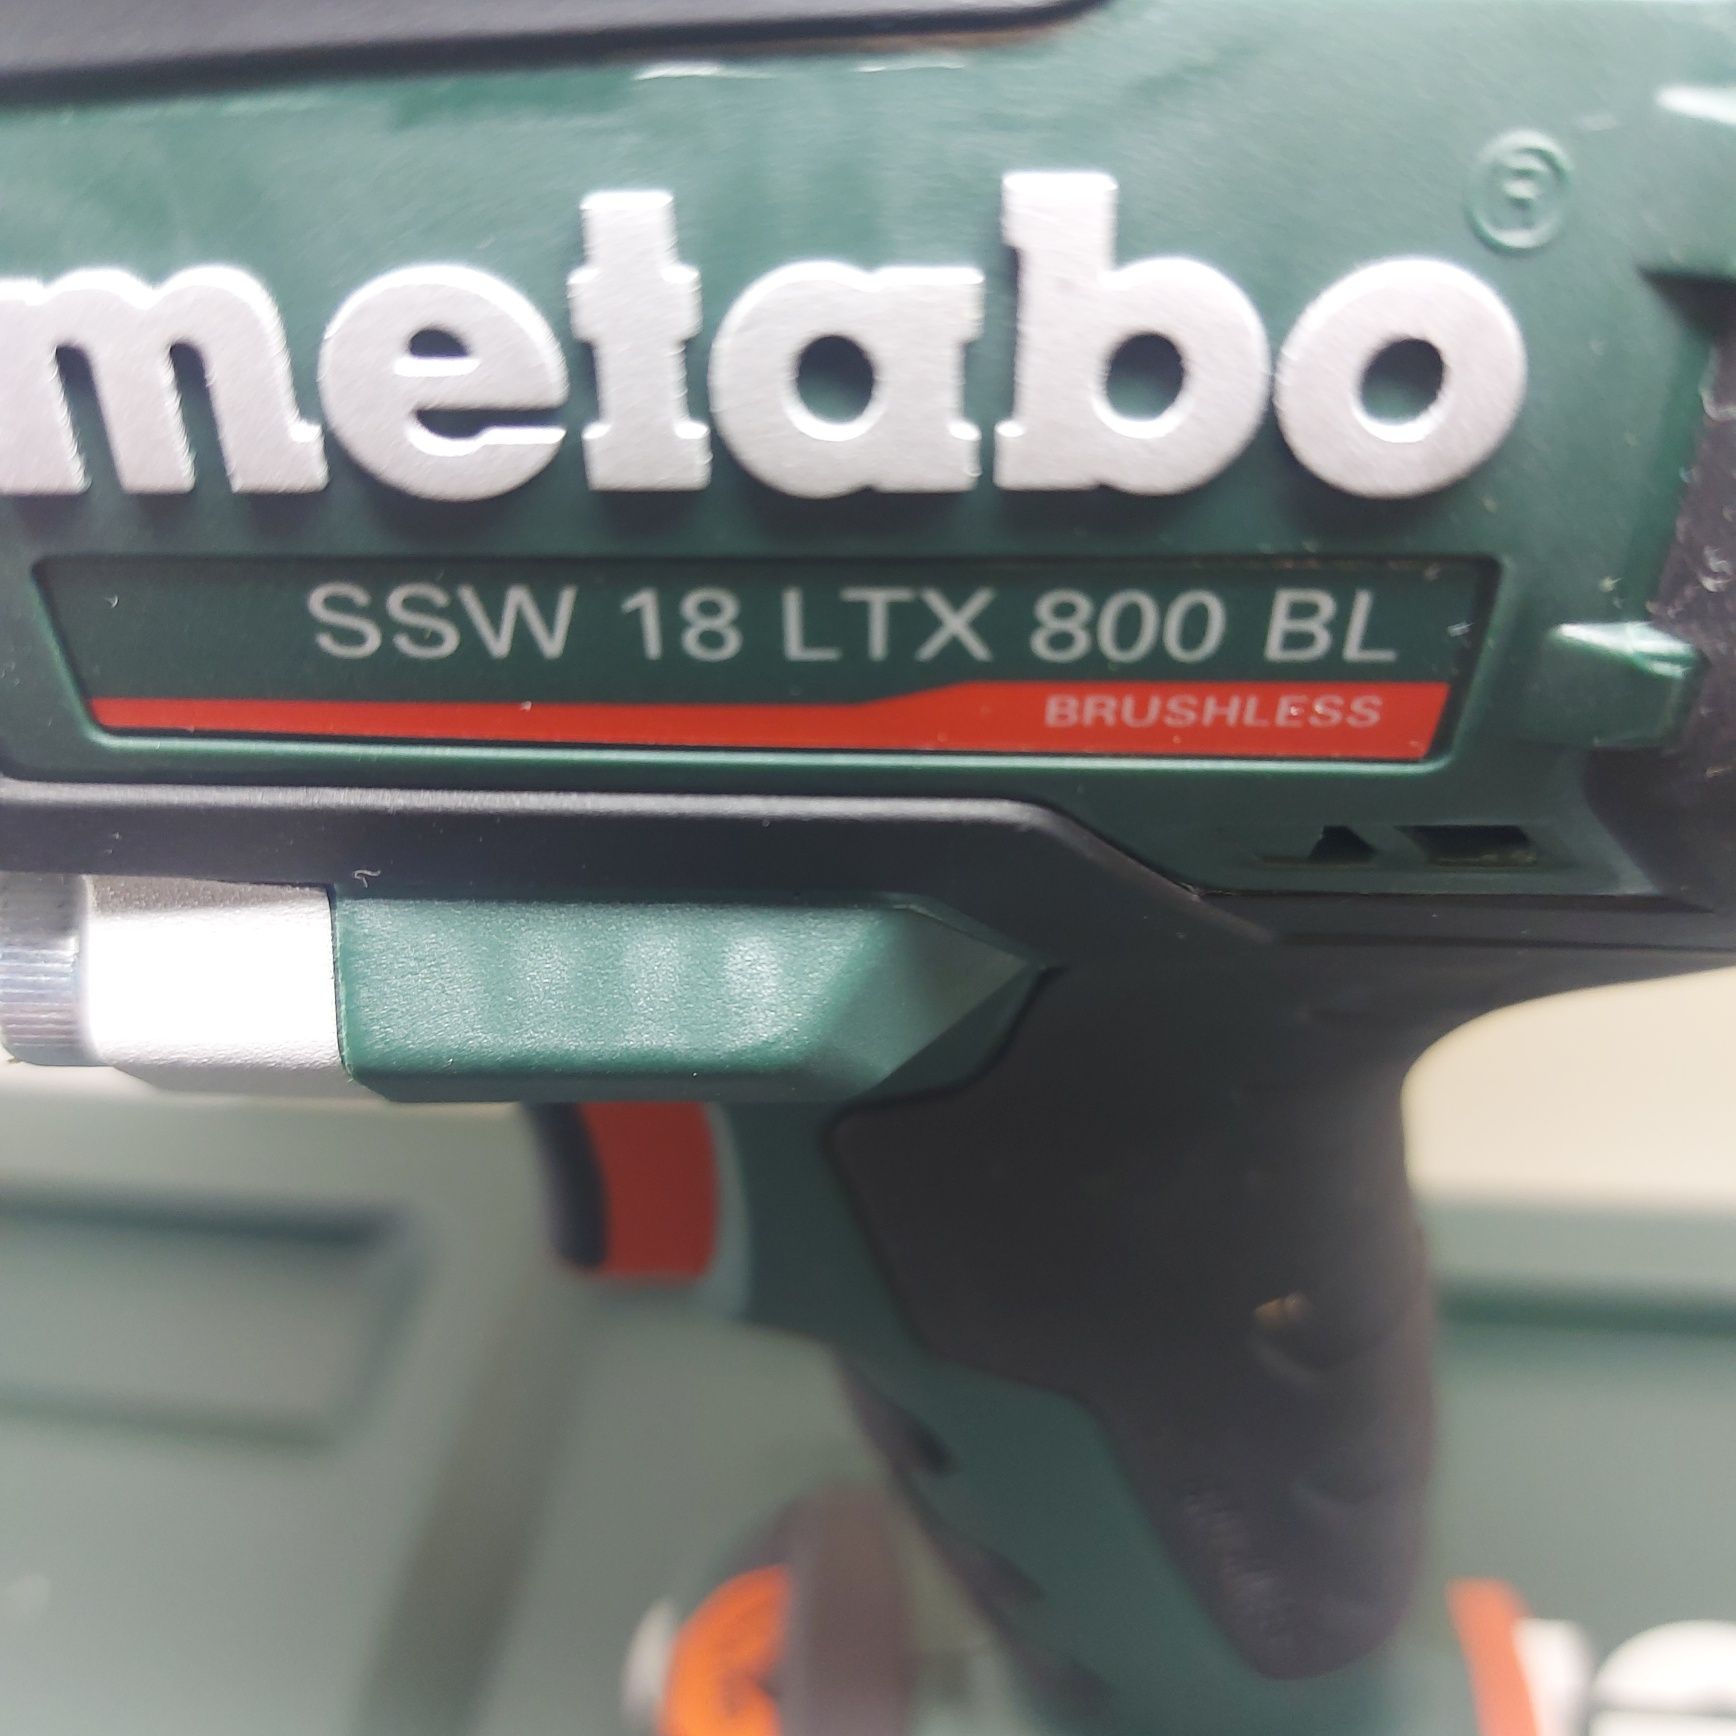 metabo ®
SSW 18 LTX 800 BL
BRUSHLESS